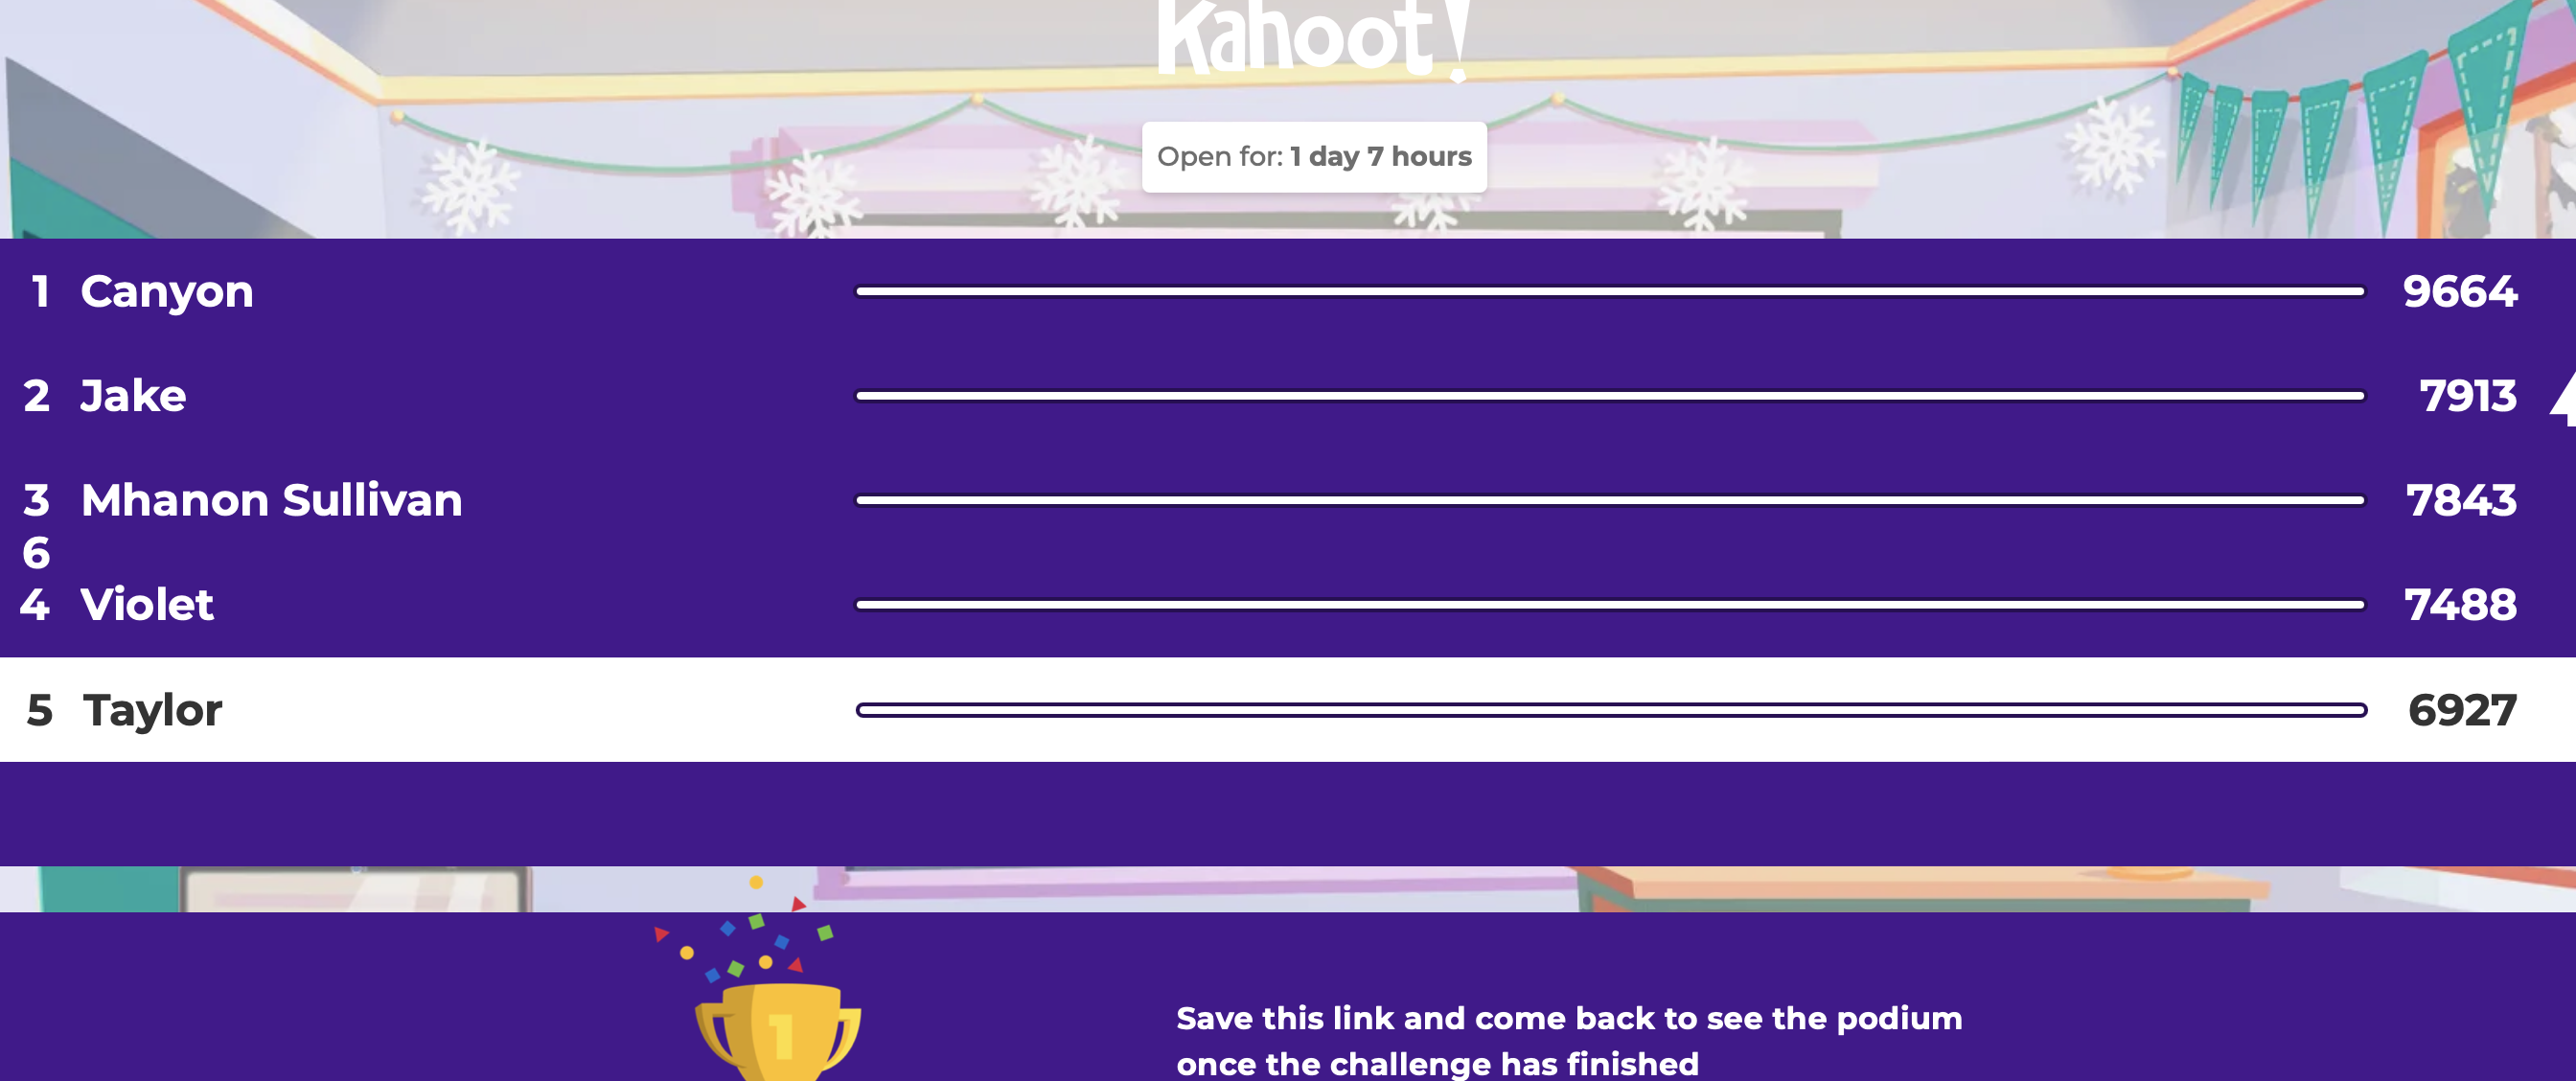 Kahoot!
Open for: 1 day 7 hours
1 Canyon 9664
2 Jake 7913
3 Mhanon Sullivan 7843
6
4 Violet 7488
5 Taylor 6927
1
Save this link and come back to see the podium
once the challenge has finished